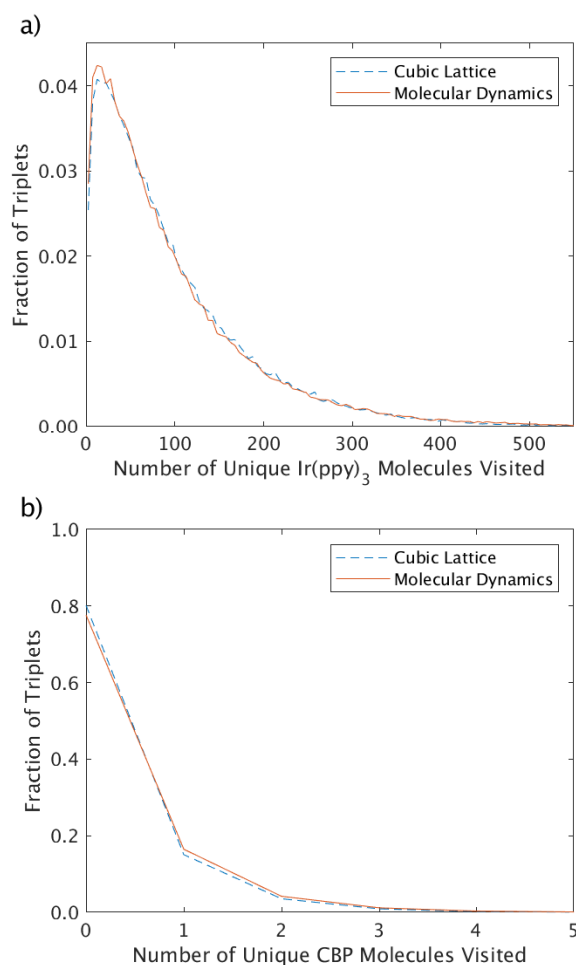 a)
0.04
0.03
0.02
0.01
0.00
Fraction of Triplets
Cubic Lattice
Molecular Dynamics
0 100 200 300 400 500
Number of Unique Ir(ppy)3 Molecules Visited
b)
1.0
0.8
0.6
0.4
0.2
0.0
Fraction of Triplets
Cubic Lattice
Molecular Dynamics
0 1 2 3 4 5
Number of Unique CBP Molecules Visited